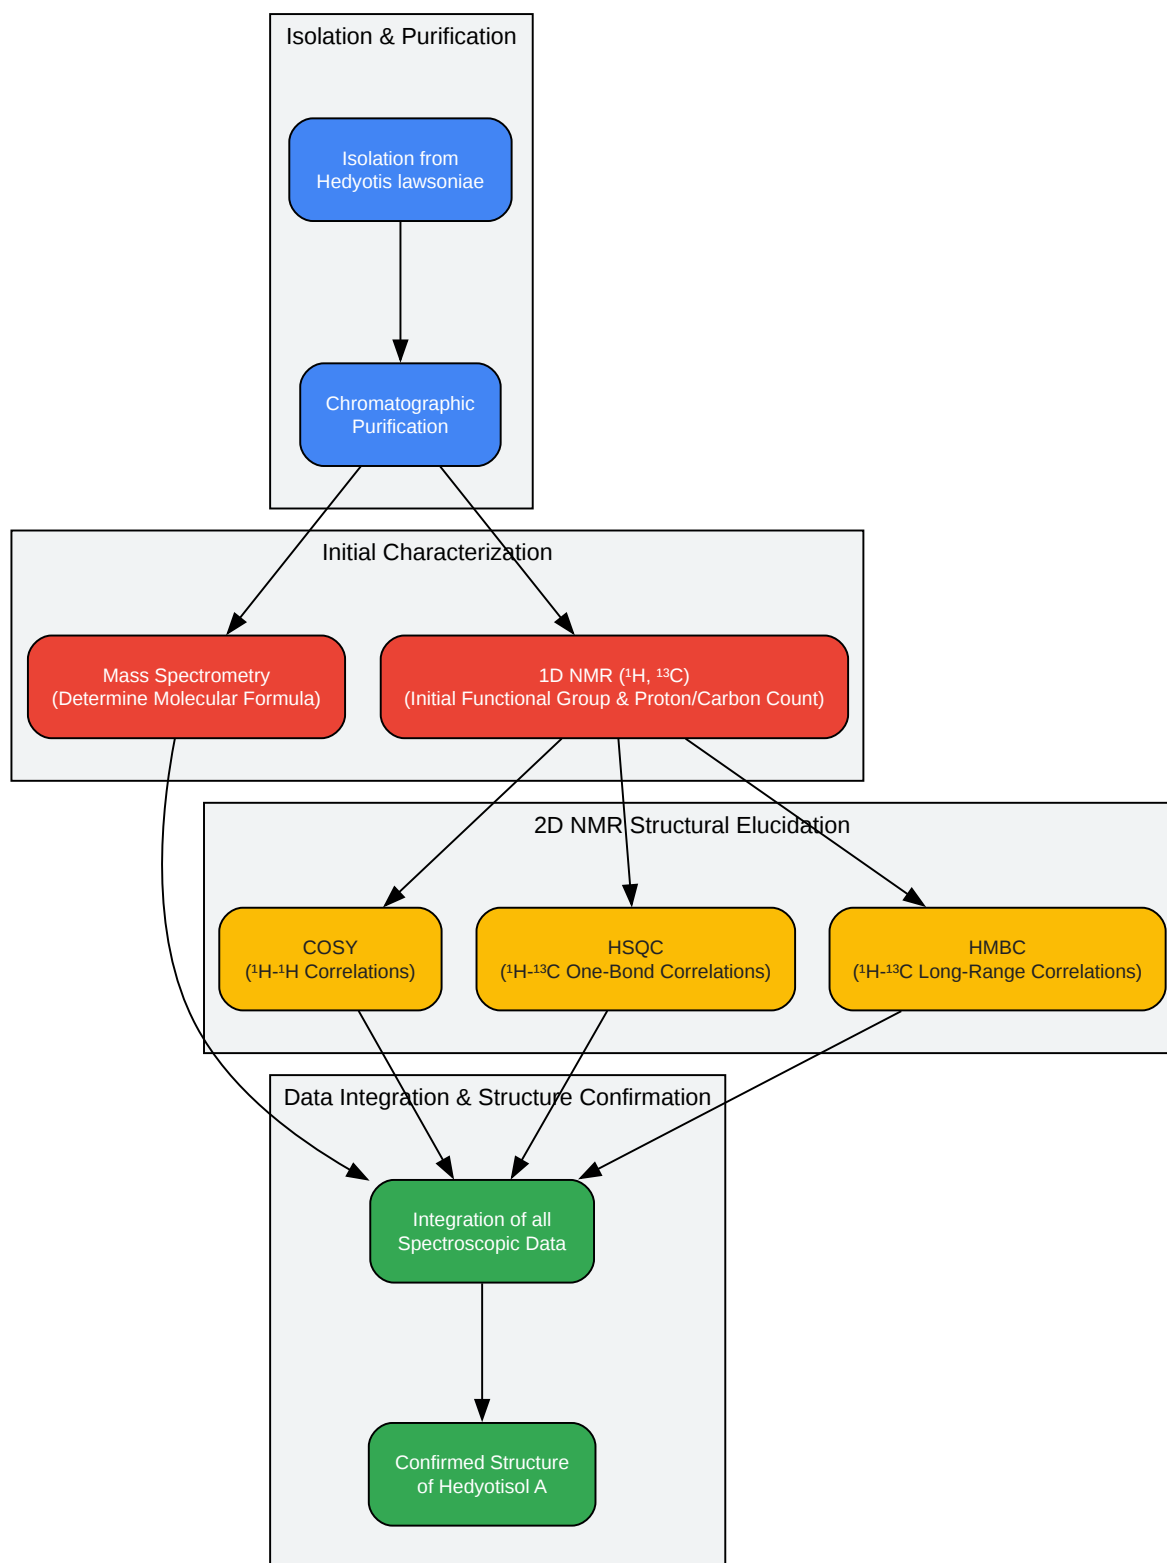 Isolation & Purification
Isolation from
Hedyotis lawsoniae
Chromatographic
Purification
Initial Characterization
Mass Spectrometry
(Determine Molecular Formula)
1D NMR (¹H, ¹³C)
(Initial Functional Group & Proton/Carbon Count)
2D NMR Structural Elucidation
COSY
(¹H-¹H Correlations)
HSQC
(¹H-¹³C One-Bond Correlations)
HMBC
(¹H-¹³C Long-Range Correlations)
Data Integration & Structure Confirmation
Integration of all
Spectroscopic Data
Confirmed Structure
of Hedyotisol A